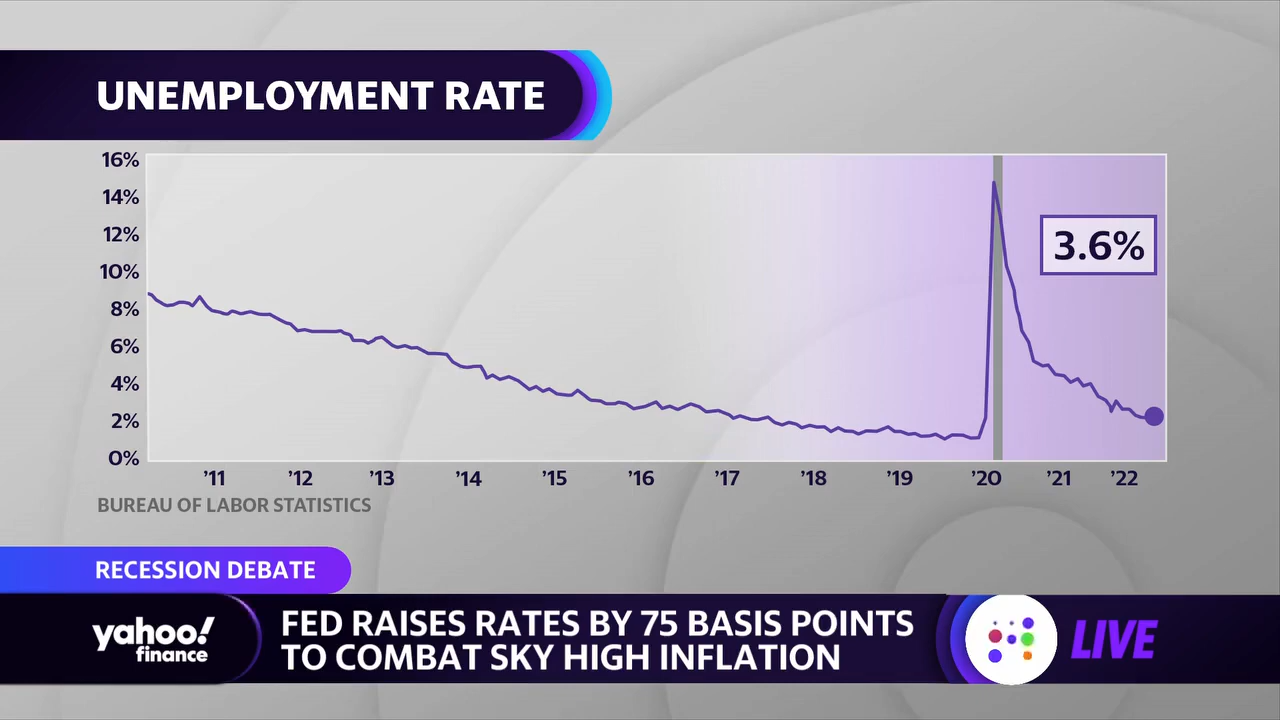 UNEMPLOYMENT RATE
16%
14%
12%
10%
8%
6%
4%
2%
0%
3.6%
’11 ’12 ’13 ’14 ’15 ’16 ’17 ’18 ’19 ’20 ’21 ’22
BUREAU OF LABOR STATISTICS
RECESSION DEBATE
yahoo!
finance
FED RAISES RATES BY 75 BASIS POINTS
TO COMBAT SKY HIGH INFLATION
LIVE